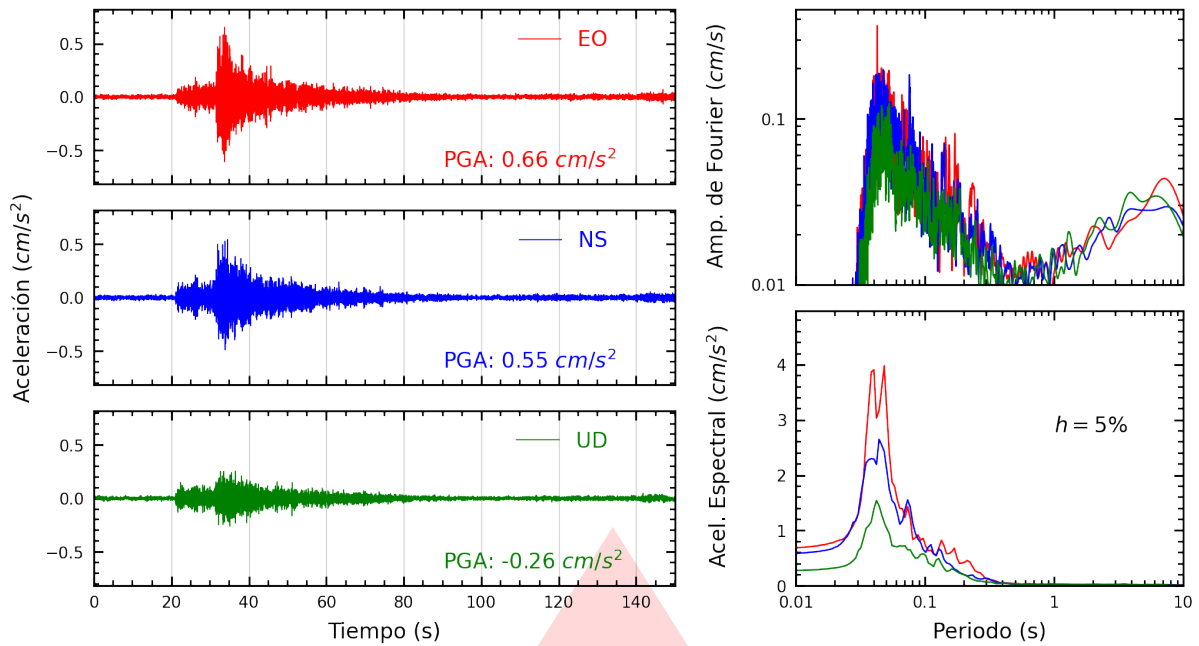 Aceleración (cm/s²)
0.5
0.0
−0.5
EO
PGA: 0.66 cm/s²
0.5
0.0
−0.5
NS
PGA: 0.55 cm/s²
0.5
0.0
−0.5
UD
PGA: -0.26 cm/s²
0 20 40 60 80 100 120 140
Tiempo (s)
Amp. de Fourier (cm/s)
0.1
0.01
Acel. Espectral (cm/s²)
4
3
2
1
0
h = 5%
0.01 0.1 1 10
Periodo (s)